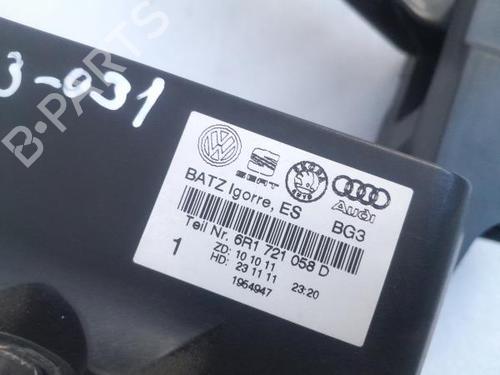 3-931
B-PARTS
SEAT
SKODA
Audi
BATZ Igorre, ES
BG3
Teil Nr. 6R1 721 058 D
1
ZD: 10 10 11
HD: 23 11 11 23:20
1954947